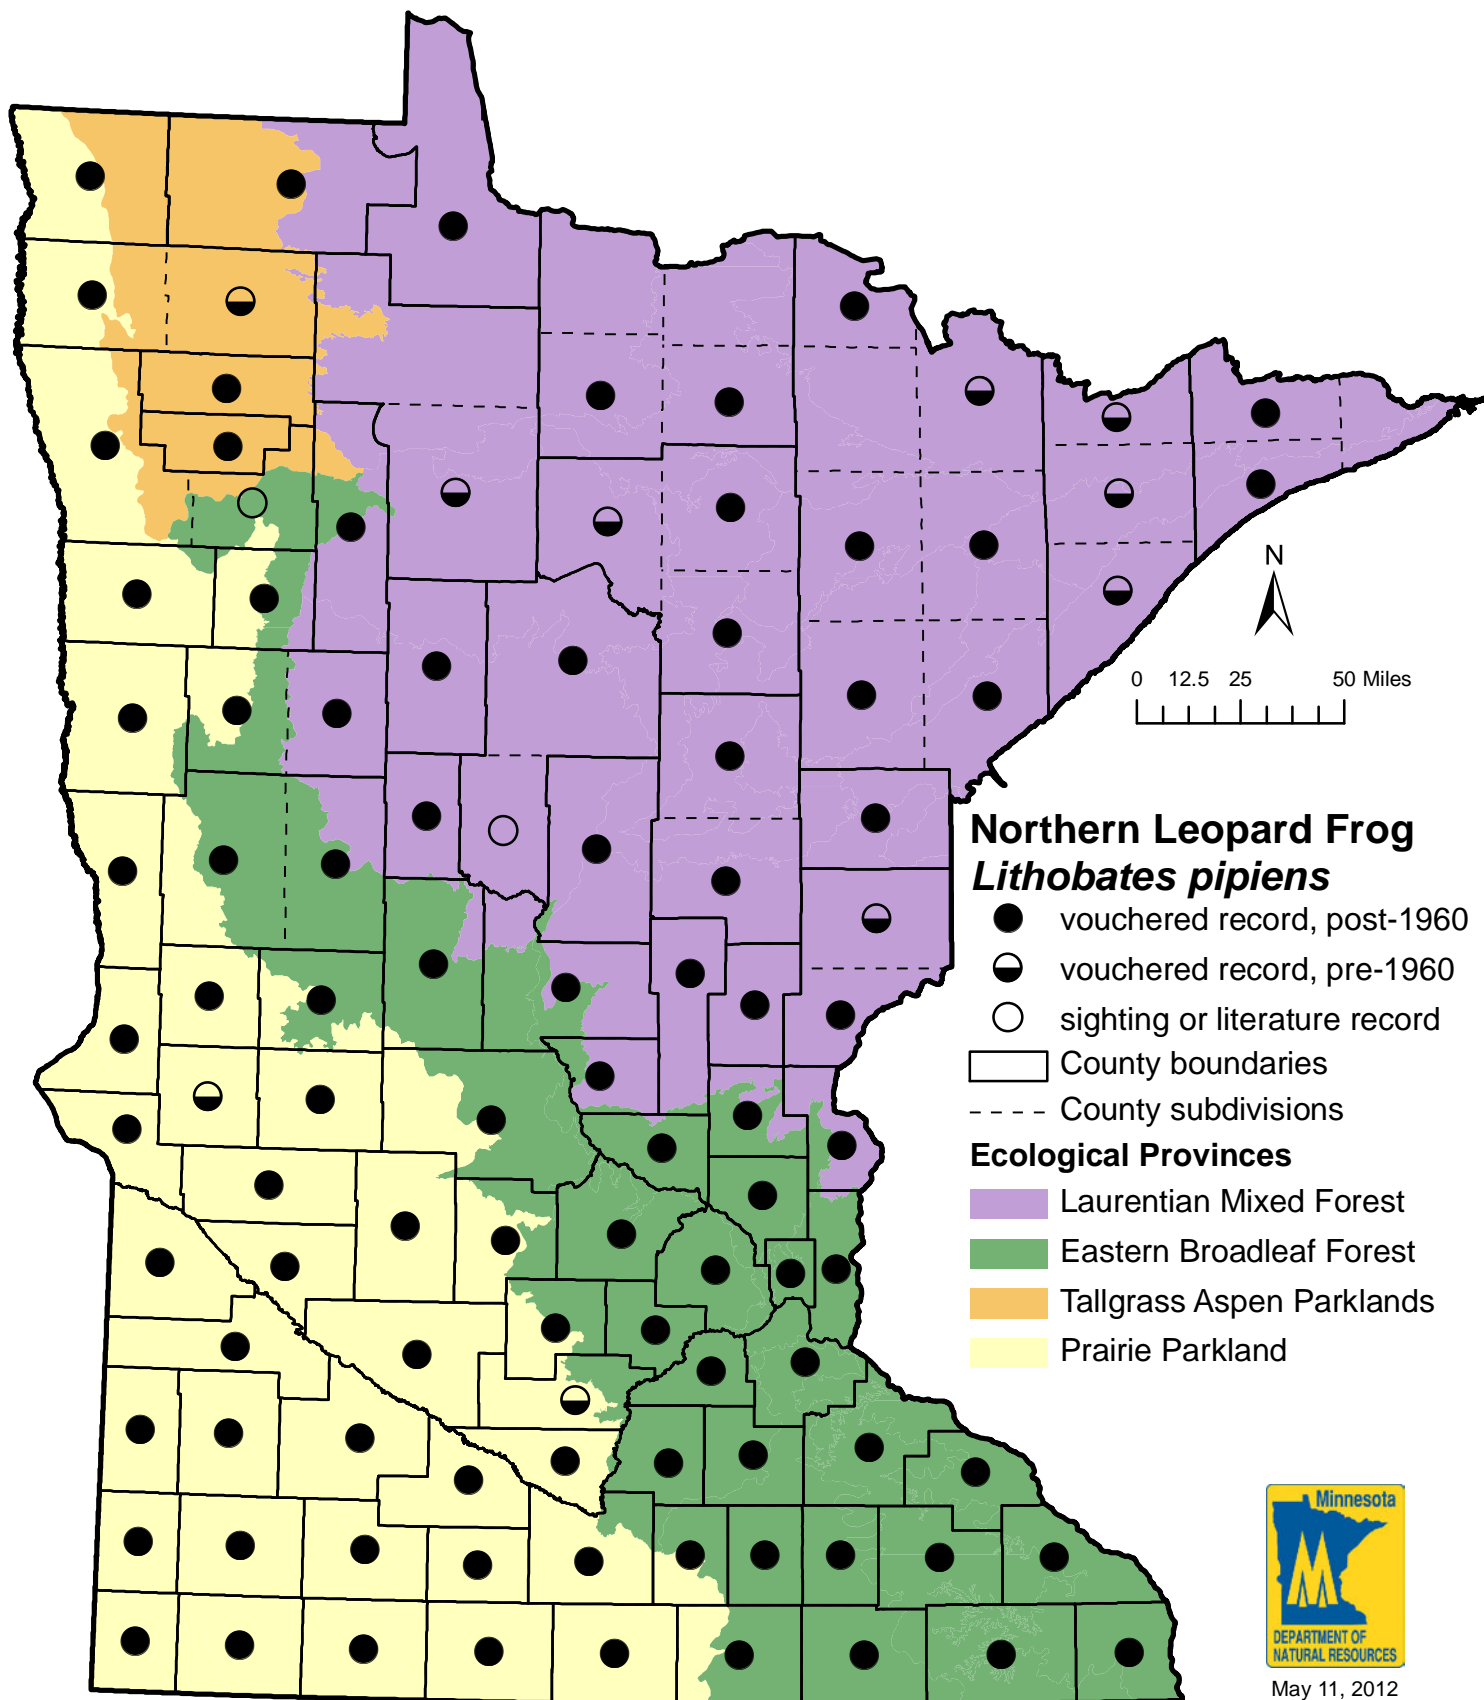 N
0 12.5 25 50 Miles
Northern Leopard Frog
Lithobates pipiens
vouchered record, post-1960
vouchered record, pre-1960
sighting or literature record
County boundaries
County subdivisions
Ecological Provinces
Laurentian Mixed Forest
Eastern Broadleaf Forest
Tallgrass Aspen Parklands
Prairie Parkland
Minnesota
DEPARTMENT OF
NATURAL RESOURCES
May 11, 2012